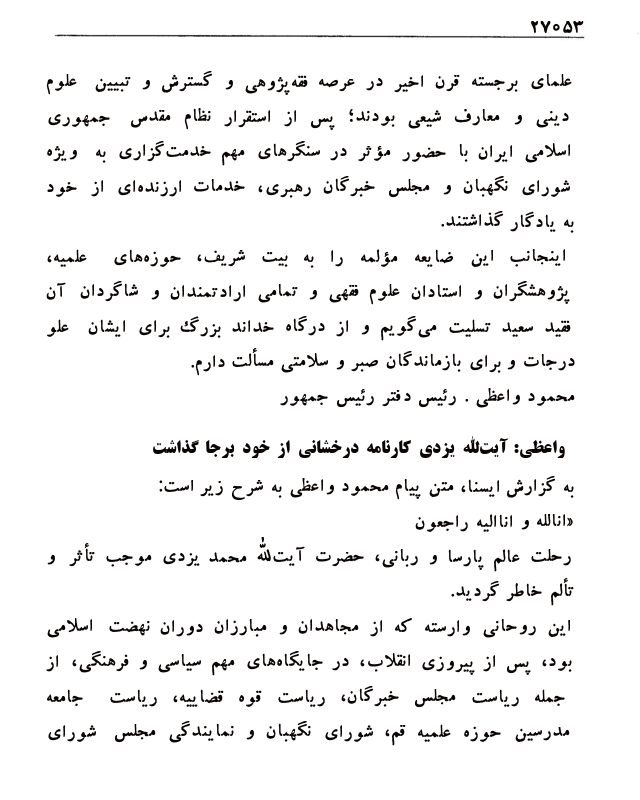 ۲۷۰۵۳
علمای برجسته قرن اخیر در عرصه فقه‌پژوهی و گسترش و تبیین علوم
دینی و معارف شیعی بودند؛ پس از استقرار نظام مقدس جمهوری
اسلامی ایران با حضور مؤثر در سنگرهای مهم خدمت‌گزاری به ویژه
شورای نگهبان و مجلس خبرگان رهبری، خدمات ارزنده‌ای از خود
به یادگار گذاشتند.
اینجانب این ضایعه مؤلمه را به بیت شریف، حوزه‌های علمیه،
پژوهشگران و استادان علوم فقهی و تمامی ارادتمندان و شاگردان آن
فقید سعید تسلیت می‌گویم و از درگاه خداند بزرگ برای ایشان علو
درجات و برای بازماندگان صبر و سلامتی مسألت دارم.
محمود واعظی . رئیس دفتر رئیس جمهور
واعظی: آیت‌الله یزدی کارنامه درخشانی از خود برجا گذاشت
به گزارش ایسنا، متن پیام محمود واعظی به شرح زیر است:
«انالله و اناالیه راجعون
رحلت عالم پارسا و ربانی، حضرت آیت‌الله محمد یزدی موجب تأثر و
تألم خاطر گردید.
این روحانی وارسته که از مجاهدان و مبارزان دوران نهضت اسلامی
بود، پس از پیروزی انقلاب، در جایگاه‌های مهم سیاسی و فرهنگی، از
جمله ریاست مجلس خبرگان، ریاست قوه قضاییه، ریاست جامعه
مدرسین حوزه علمیه قم، شورای نگهبان و نمایندگی مجلس شورای